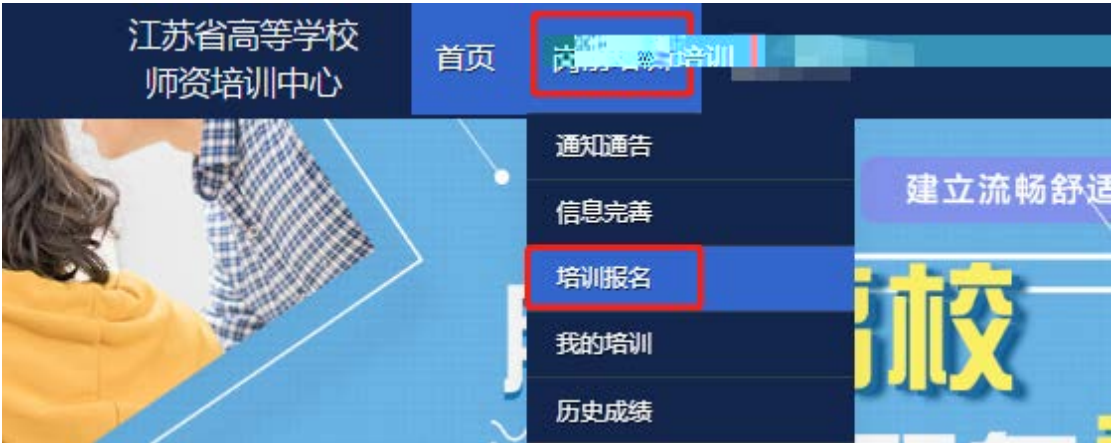 江苏省高等学校
师资培训中心
首页
培训
通知通告
信息完善
培训报名
我的培训
历史成绩
建立流畅舒适
高校